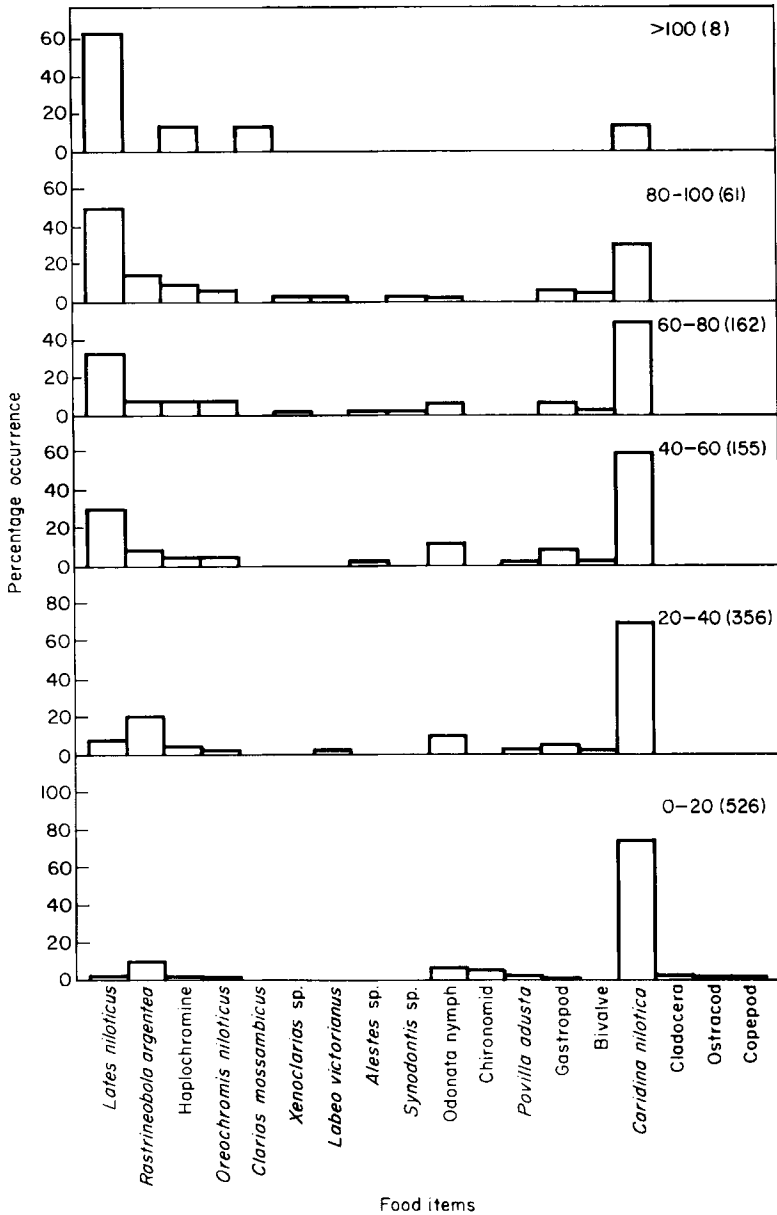 >100 (8)
60
40
20
0
80-100 (61)
60
40
20
0
60-80 (162)
40
20
0
40-60 (155)
60
40
20
0
20-40 (356)
80
60
40
20
0
0-20 (526)
100
80
60
40
20
0
Percentage occurrence
Lates niloticus
Rastrineobola argentea
Haplochromine
Oreochromis niloticus
Clarias mossambicus
Xenoclarias sp.
Labeo victorianus
Alestes sp.
Synodontis sp.
Odonata nymph
Chironomid
Povilla adusta
Gastropod
Bivalve
Caridina nilotica
Cladocera
Ostracod
Copepod
Food items